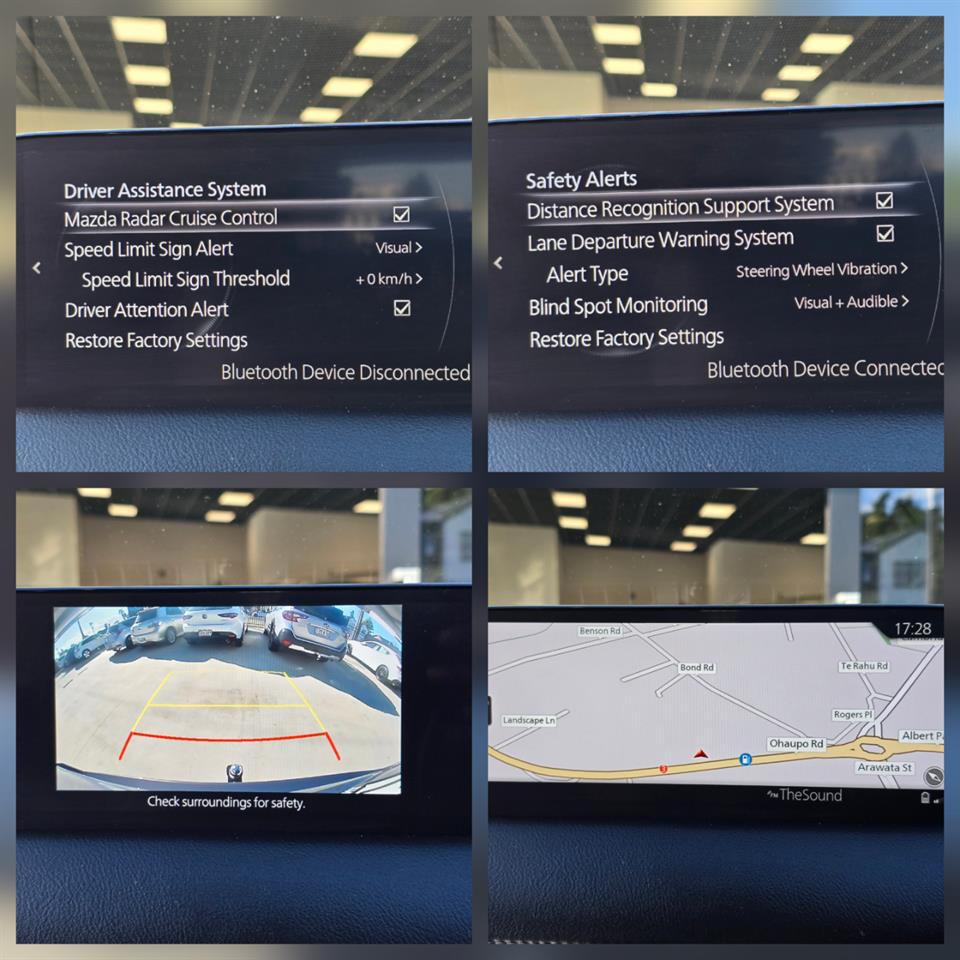 Driver Assistance System
Mazda Radar Cruise Control
Speed Limit Sign Alert Visual >
Speed Limit Sign Threshold + 0 km/h >
Driver Attention Alert
Restore Factory Settings
Bluetooth Device Disconnected
Safety Alerts
Distance Recognition Support System
Lane Departure Warning System
Alert Type Steering Wheel Vibration >
Blind Spot Monitoring Visual + Audible >
Restore Factory Settings
Bluetooth Device Connected
Check surroundings for safety.
17:28
Benson Rd
Bond Rd
Te Rahu Rd
Landscape Ln
Rogers Pl
Ohaupo Rd
Albert
3
Arawata St
FM TheSound